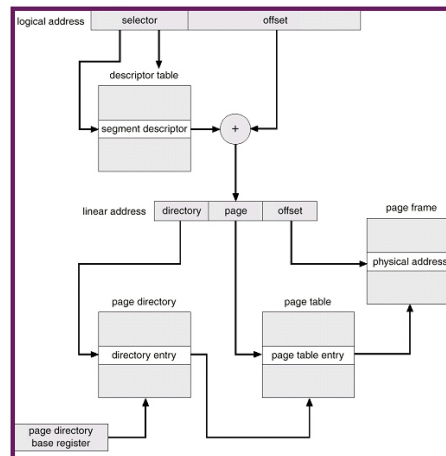 logical address
selector
offset
descriptor table
segment descriptor
+
linear address
directory
page
offset
page frame
physical address
page directory
page table
directory entry
page table entry
page directory
base register